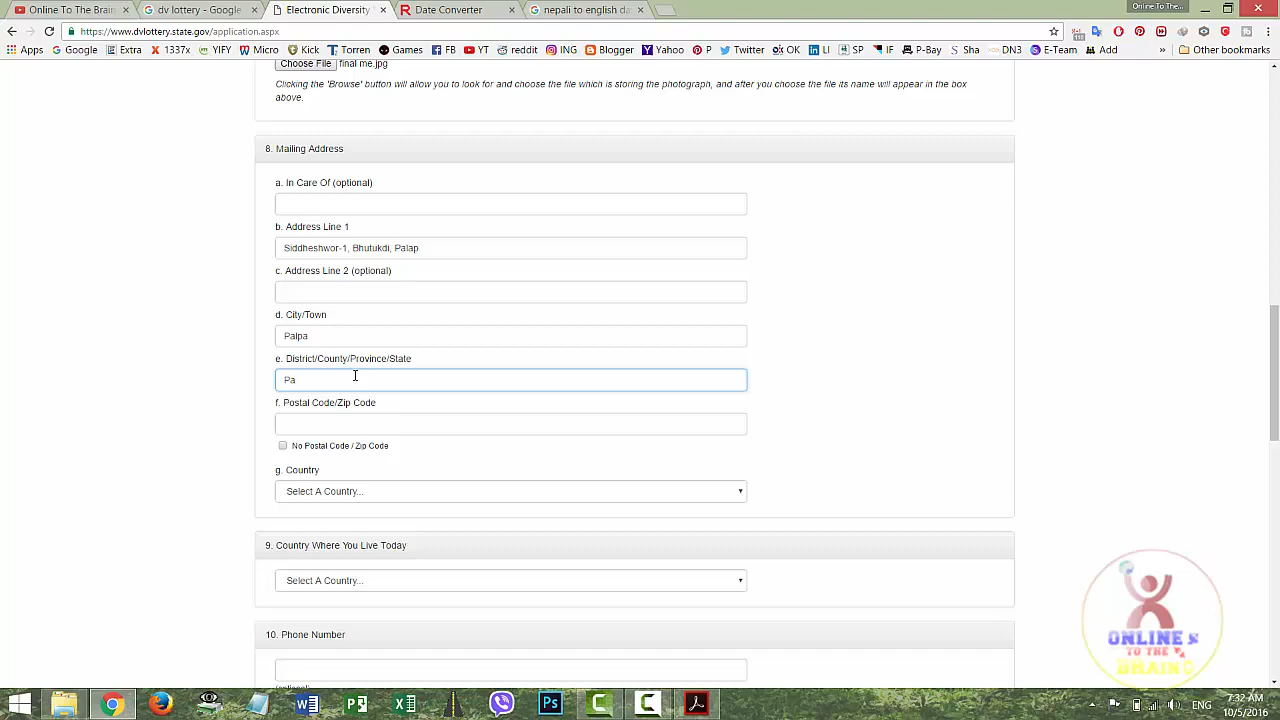 Online To The Brain
dv lottery - Google
Electronic Diversity
Date Converter
nepali to english da
Online To The...
https://www.dvlottery.state.gov/application.aspx
Apps Google Extra 1337x YIFY Micro Kick Torren Games FB YT reddit ING Blogger Yahoo Twitter OK LI SP IF P-Bay Sha DN3 E-Team Add » Other bookmarks
Choose File final me.jpg
Clicking the 'Browse' button will allow you to look for and choose the file which is storing the photograph, and after you choose the file its name will appear in the box
above.
8. Mailing Address
a. In Care Of (optional)
b. Address Line 1
Siddheshwor-1, Bhutukdi, Palap
c. Address Line 2 (optional)
d. City/Town
Palpa
e. District/County/Province/State
Pa
f. Postal Code/Zip Code
No Postal Code / Zip Code
g. Country
Select A Country...
9. Country Where You Live Today
Select A Country...
10. Phone Number
(optional)
ONLINE
TO THE
BRAIN
ENG
7:32 AM
10/5/2016